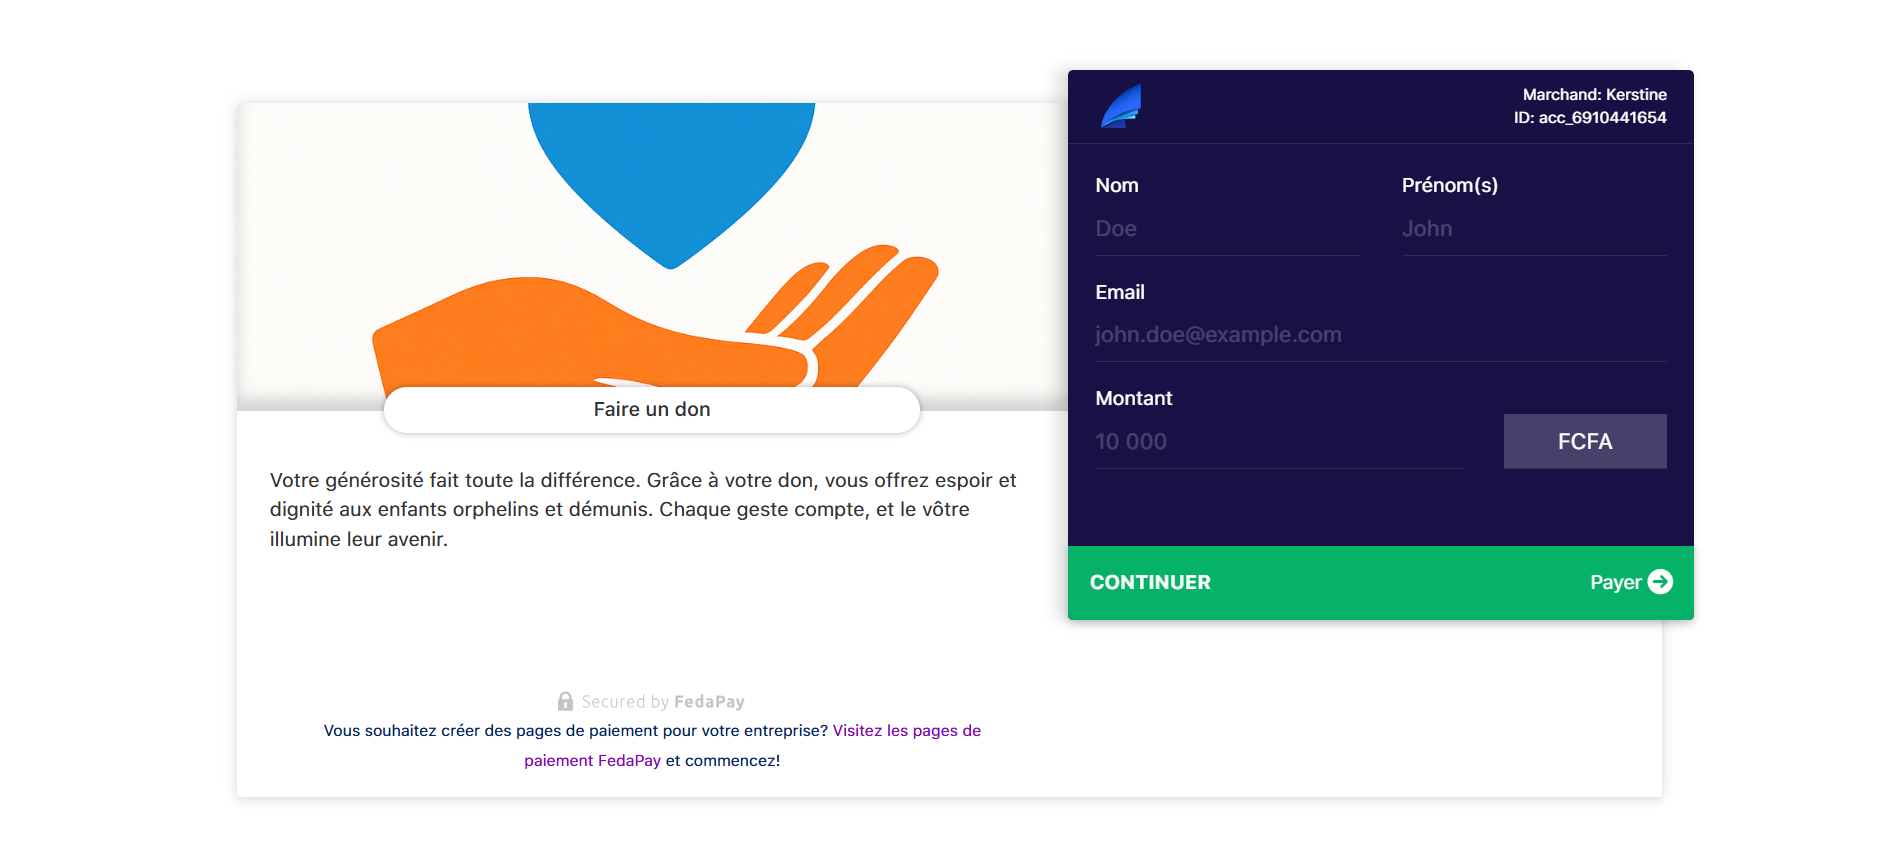 Marchand: Kerstine
ID: acc_6910441654
Nom
Prénom(s)
Doe
John
Email
john.doe@example.com
Montant
10 000
FCFA
CONTINUER
Payer
Faire un don
Votre générosité fait toute la différence. Grâce à votre don, vous offrez espoir et
dignité aux enfants orphelins et démunis. Chaque geste compte, et le vôtre
illumine leur avenir.
Secured by FedaPay
Vous souhaitez créer des pages de paiement pour votre entreprise? Visitez les pages de
paiement FedaPay et commencez!